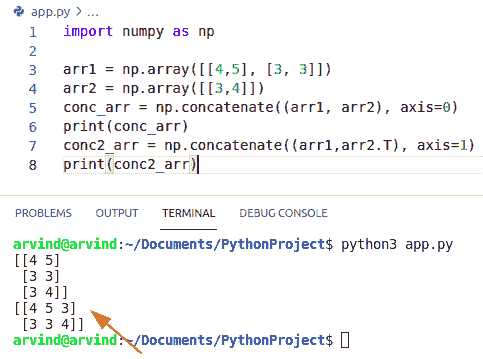 app.py > ...
1 import numpy as np
2
3 arr1 = np.array([[4,5], [3, 3]])
4 arr2 = np.array([[3,4]])
5 conc_arr = np.concatenate((arr1, arr2), axis=0)
6 print(conc_arr)
7 conc2_arr = np.concatenate((arr1,arr2.T), axis=1)
8 print(conc2_arr)
PROBLEMS OUTPUT TERMINAL DEBUG CONSOLE
arvind@arvind:~/Documents/PythonProject$ python3 app.py
[[4 5]
 [3 3]
 [3 4]]
[[4 5 3]
 [3 3 4]]
arvind@arvind:~/Documents/PythonProject$